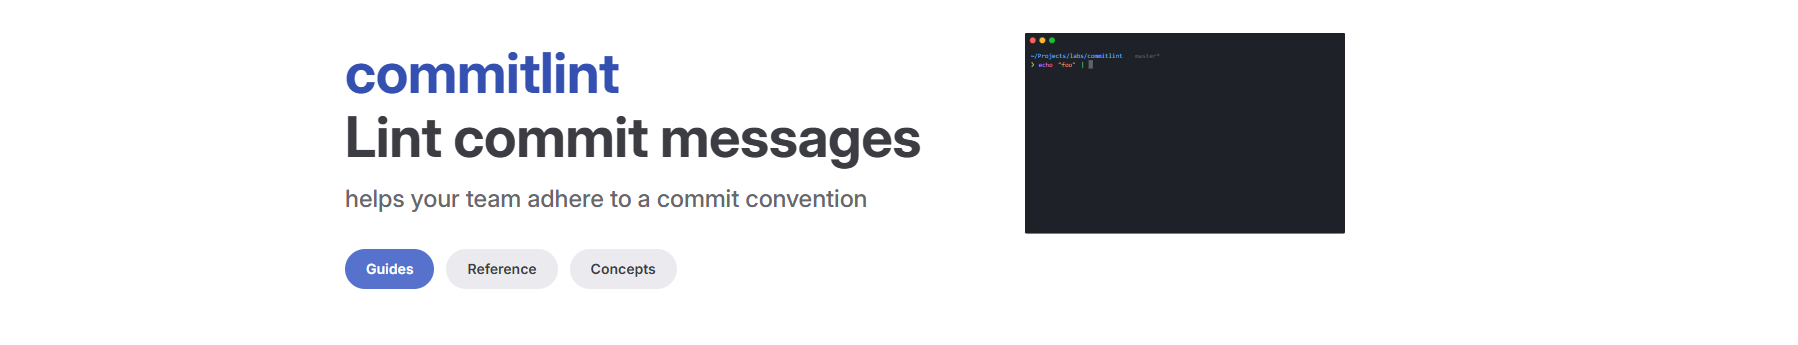 commitlint
Lint commit messages
helps your team adhere to a commit convention
Guides
Reference
Concepts
~/Projects/labs/commitlint master*
❯ echo "foo" |